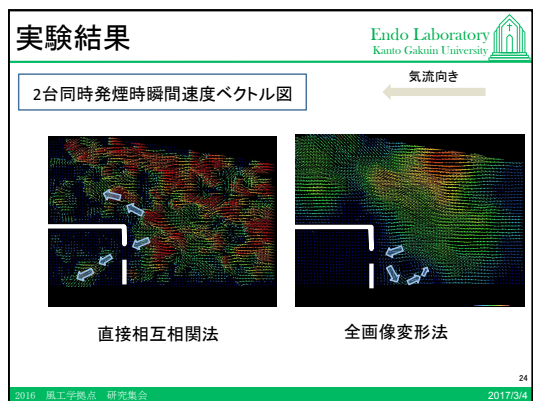 実験結果
Endo Laboratory
Kanto Gakuin University
気流向き
2台同時発煙時瞬間速度ベクトル図
直接相互相関法
全画像変形法
24
2016 風工学拠点 研究集会
2017/3/4